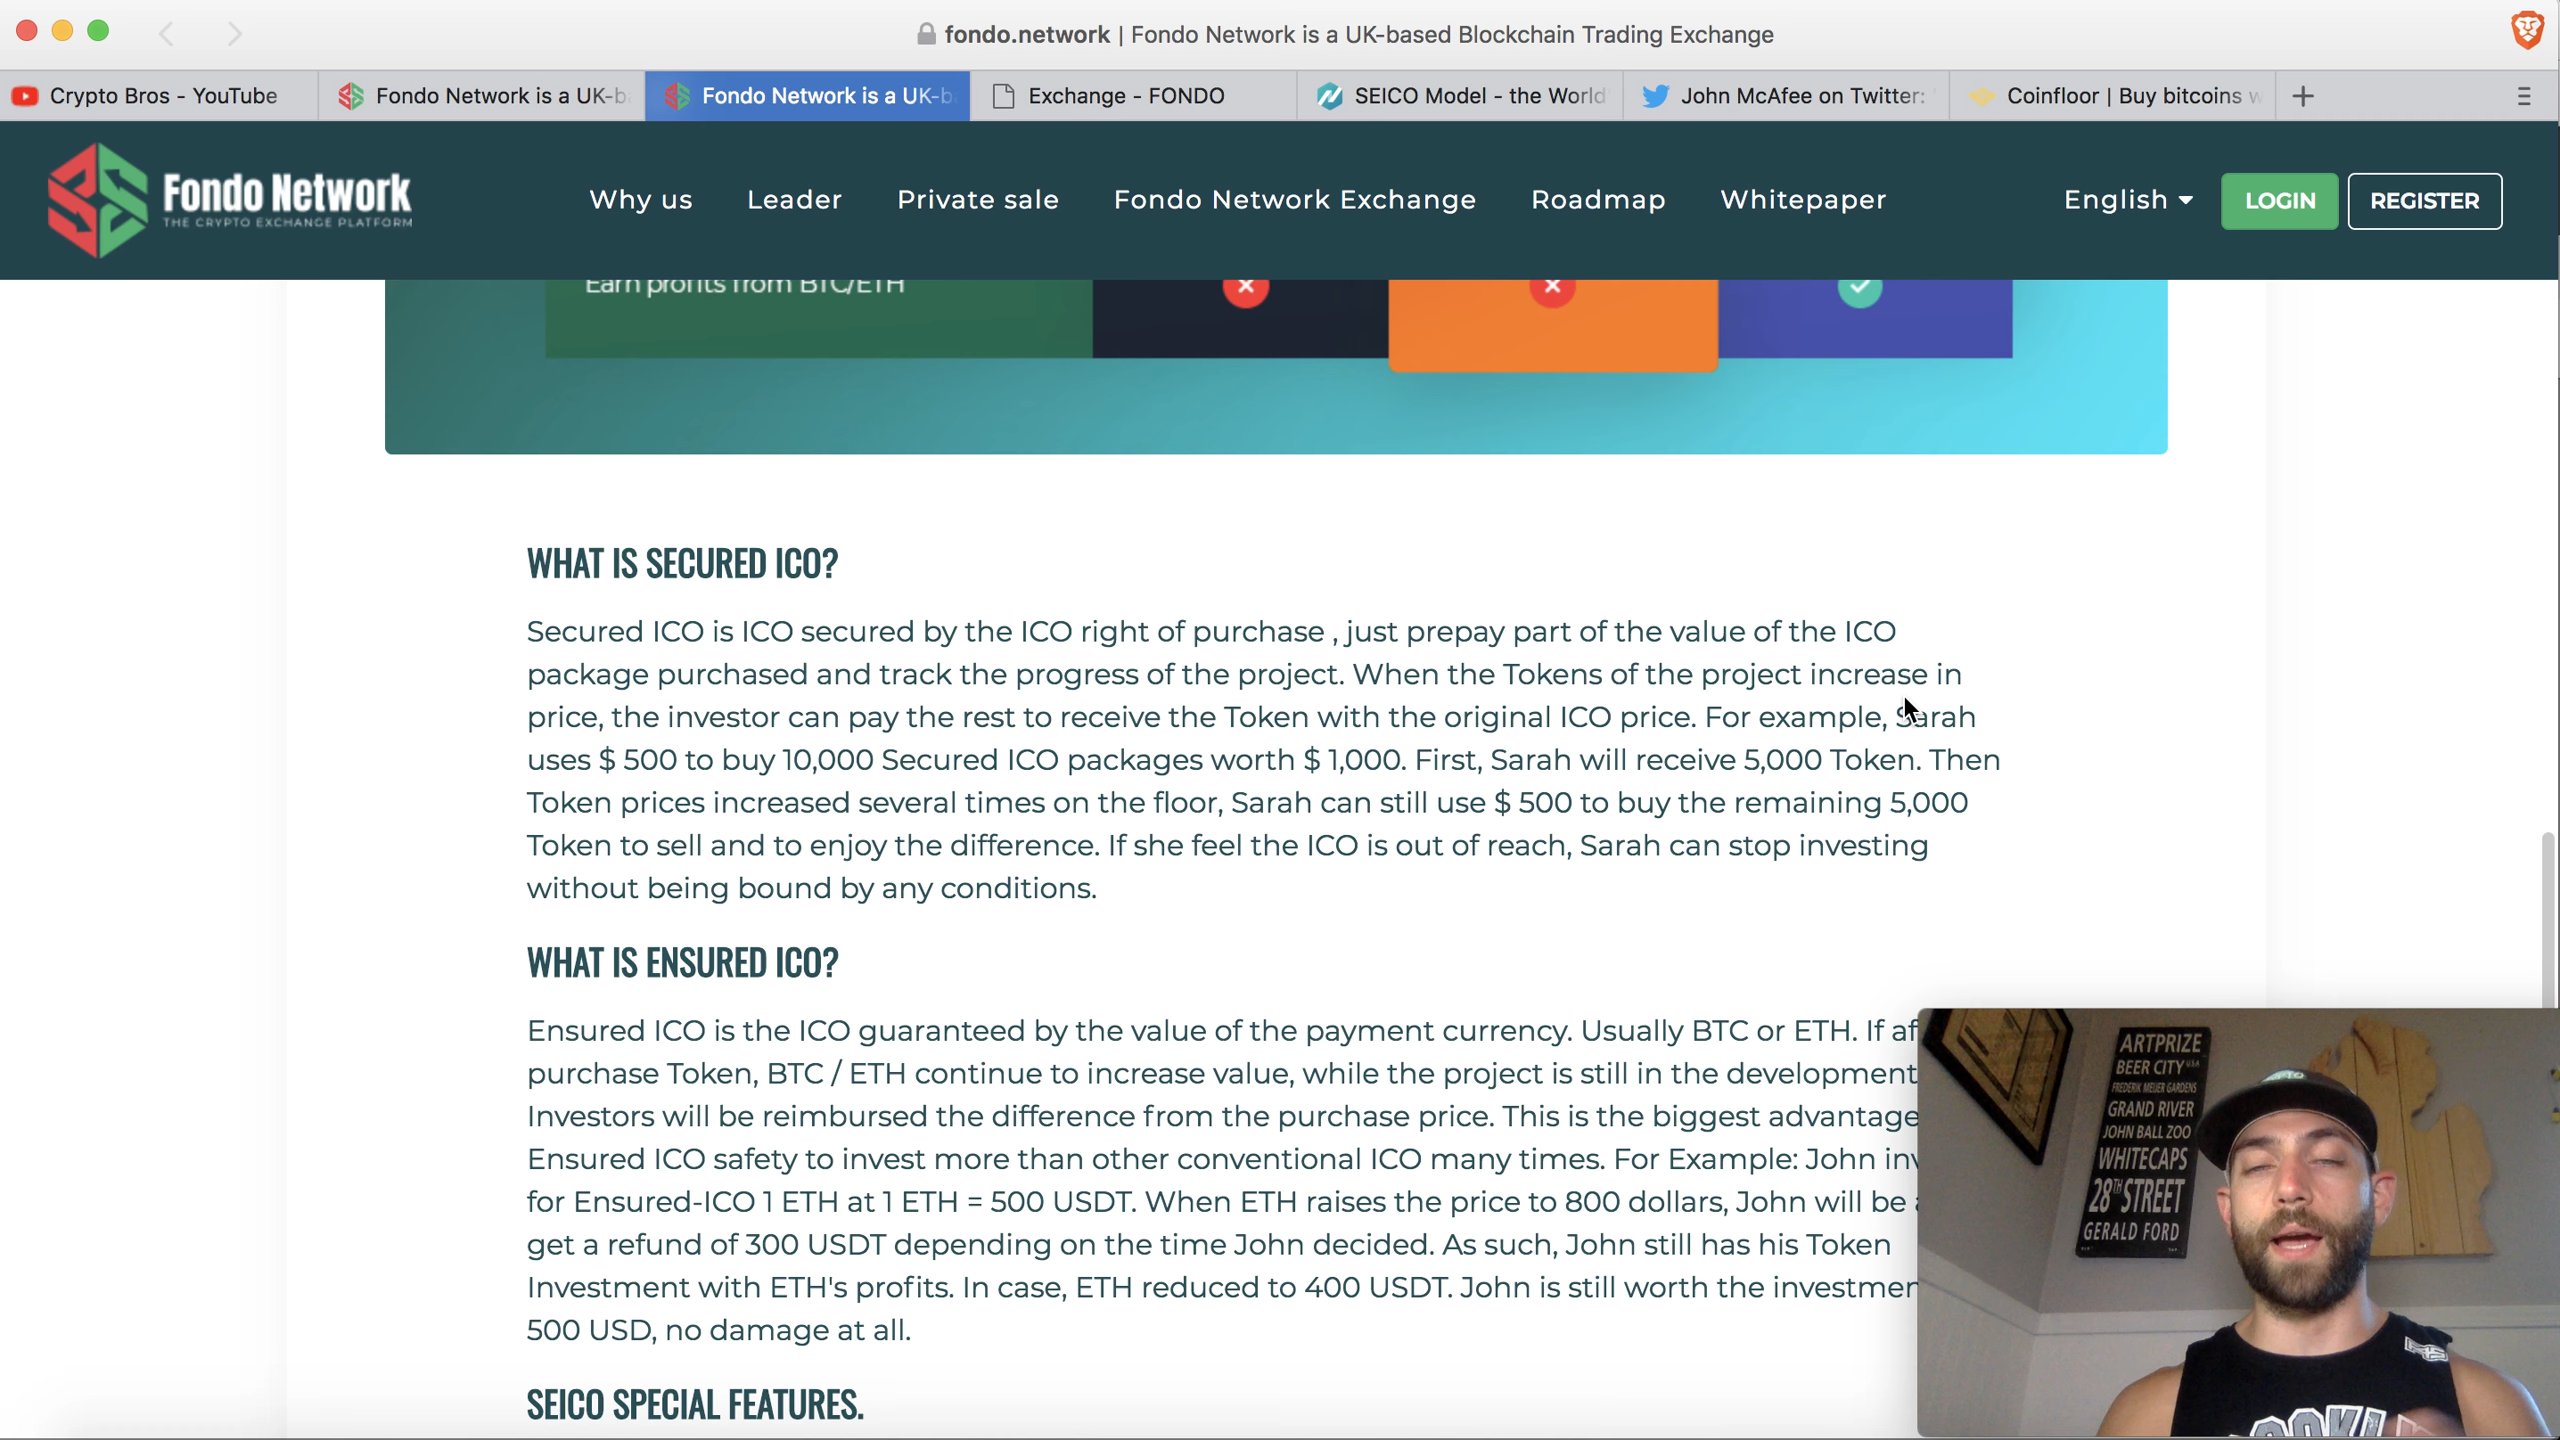 fondo.network | Fondo Network is a UK-based Blockchain Trading Exchange
Crypto Bros - YouTube
Fondo Network is a UK-b
Fondo Network is a UK-b
Exchange - FONDO
SEICO Model - the World
John McAfee on Twitter:
Coinfloor | Buy bitcoins w
Fondo Network
THE CRYPTO EXCHANGE PLATFORM
Why us
Leader
Private sale
Fondo Network Exchange
Roadmap
Whitepaper
English
LOGIN
REGISTER
Earn profits from BTC/ETH
WHAT IS SECURED ICO?
Secured ICO is ICO secured by the ICO right of purchase , just prepay part of the value of the ICO
package purchased and track the progress of the project. When the Tokens of the project increase in
price, the investor can pay the rest to receive the Token with the original ICO price. For example, Sarah
uses $ 500 to buy 10,000 Secured ICO packages worth $ 1,000. First, Sarah will receive 5,000 Token. Then
Token prices increased several times on the floor, Sarah can still use $ 500 to buy the remaining 5,000
Token to sell and to enjoy the difference. If she feel the ICO is out of reach, Sarah can stop investing
without being bound by any conditions.
WHAT IS ENSURED ICO?
Ensured ICO is the ICO guaranteed by the value of the payment currency. Usually BTC or ETH. If af
purchase Token, BTC / ETH continue to increase value, while the project is still in the development
Investors will be reimbursed the difference from the purchase price. This is the biggest advantage
Ensured ICO safety to invest more than other conventional ICO many times. For Example: John inv
for Ensured-ICO 1 ETH at 1 ETH = 500 USDT. When ETH raises the price to 800 dollars, John will be
get a refund of 300 USDT depending on the time John decided. As such, John still has his Token
Investment with ETH's profits. In case, ETH reduced to 400 USDT. John is still worth the investmen
500 USD, no damage at all.
SEICO SPECIAL FEATURES.
ARTPRIZE
BEER CITY USA
FREDERIK MEIJER GARDENS
GRAND RIVER
JOHN BALL ZOO
WHITECAPS
28TH STREET
GERALD FORD